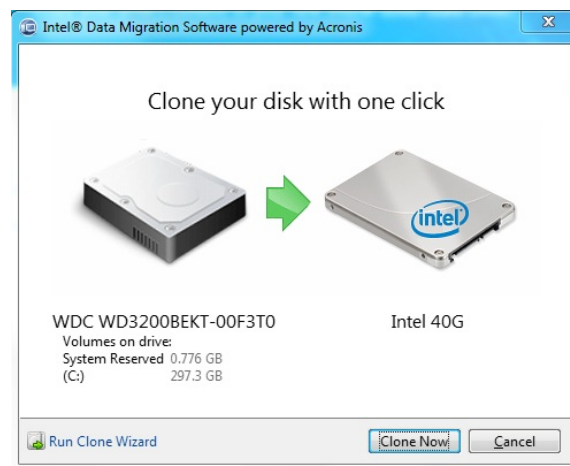 Intel® Data Migration Software powered by Acronis
X
Clone your disk with one click
intel
WDC WD3200BEKT-00F3T0
Intel 40G
Volumes on drive:
System Reserved 0.776 GB
(C:) 297.3 GB
Run Clone Wizard
Clone Now
Cancel